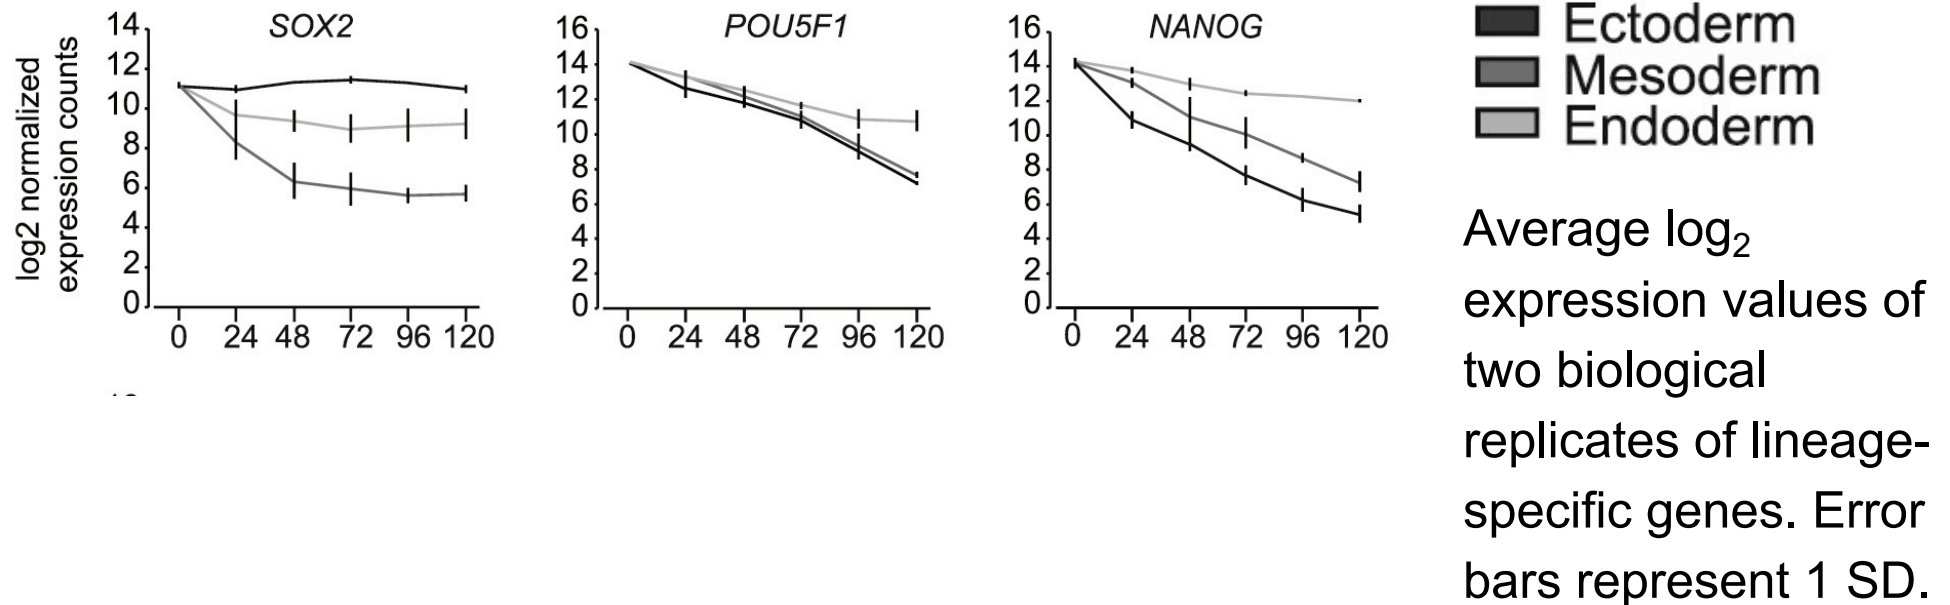 SOX2
POU5F1
NANOG
log2 normalized
expression counts
14
12
10
8
6
4
2
0
0 24 48 72 96 120
16
14
12
10
8
6
4
2
0
0 24 48 72 96 120
16
14
12
10
8
6
4
2
0
0 24 48 72 96 120
Ectoderm
Mesoderm
Endoderm
Average log₂
expression values of
two biological
replicates of lineage-
specific genes. Error
bars represent 1 SD.